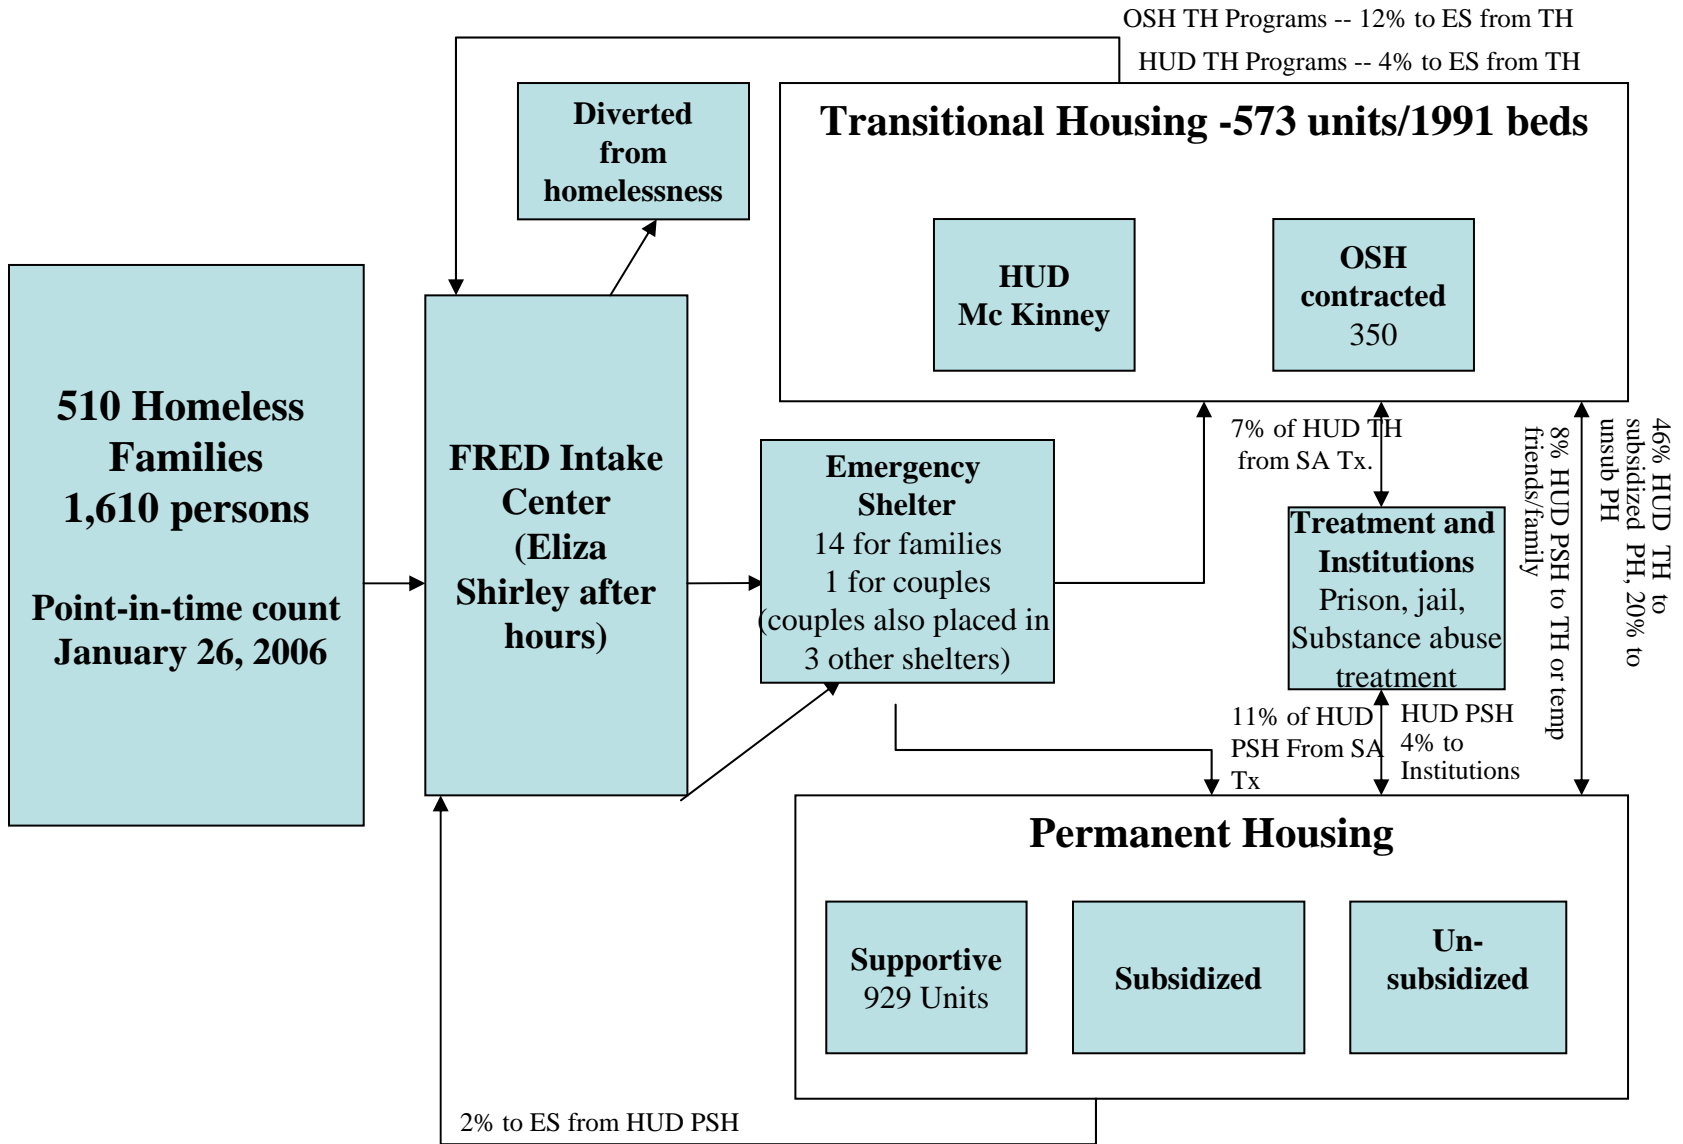 OSH TH Programs -- 12% to ES from TH
HUD TH Programs -- 4% to ES from TH
Diverted
from
homelessness
Transitional Housing -573 units/1991 beds
HUD
Mc Kinney
OSH
contracted
350
510 Homeless
Families
1,610 persons
Point-in-time count
January 26, 2006
FRED Intake
Center
(Eliza
Shirley after
hours)
Emergency
Shelter
14 for families
1 for couples
(couples also placed in
3 other shelters)
7% of HUD TH
from SA Tx.
Treatment and
Institutions
Prison, jail,
Substance abuse
treatment
46% HUD TH to
subsidized PH, 20% to
unsub PH
8% HUD PSH to TH or temp
friends/family
11% of HUD
PSH From SA
Tx
HUD PSH
4% to
Institutions
Permanent Housing
Supportive
929 Units
Subsidized
Un-
subsidized
2% to ES from HUD PSH